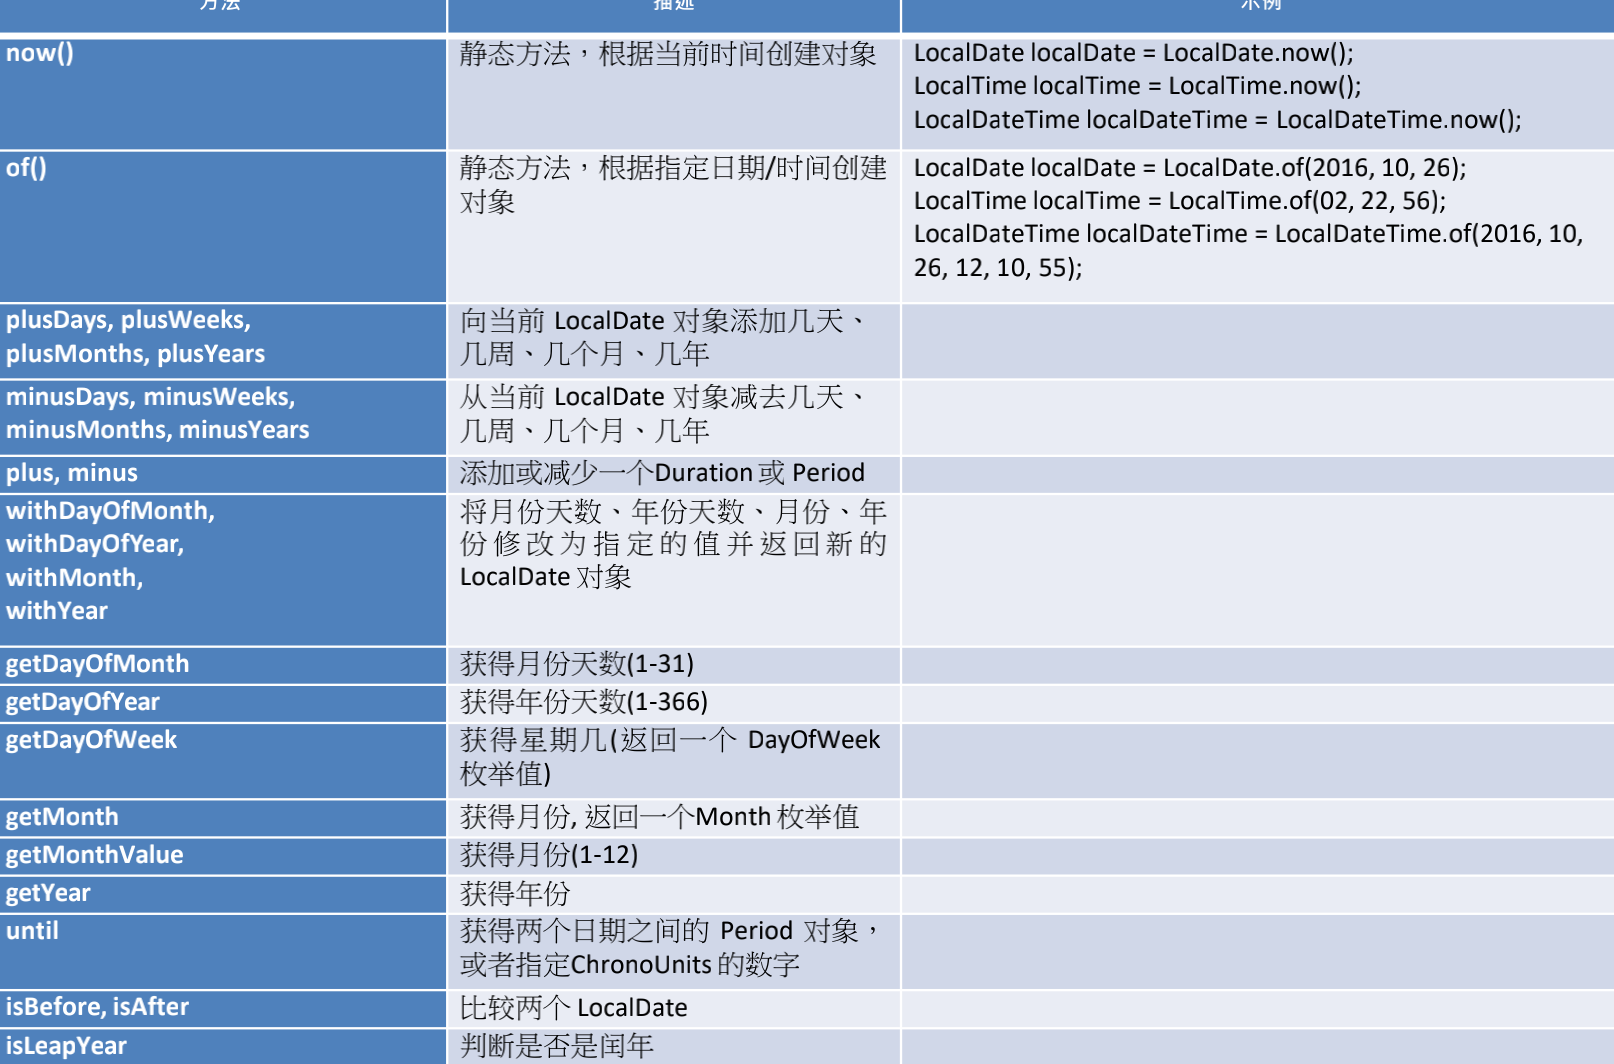 方法
描述
示例
now()
静态方法，根据当前时间创建对象
LocalDate localDate = LocalDate.now();
LocalTime localTime = LocalTime.now();
LocalDateTime localDateTime = LocalDateTime.now();
of()
静态方法，根据指定日期/时间创建
对象
LocalDate localDate = LocalDate.of(2016, 10, 26);
LocalTime localTime = LocalTime.of(02, 22, 56);
LocalDateTime localDateTime = LocalDateTime.of(2016, 10,
26, 12, 10, 55);
plusDays, plusWeeks,
plusMonths, plusYears
向当前 LocalDate 对象添加几天、
几周、几个月、几年
minusDays, minusWeeks,
minusMonths, minusYears
从当前 LocalDate 对象减去几天、
几周、几个月、几年
plus, minus
添加或减少一个Duration 或 Period
withDayOfMonth,
withDayOfYear,
withMonth,
withYear
将月份天数、年份天数、月份、年
份修改为指定的值并返回新的
LocalDate 对象
getDayOfMonth
获得月份天数(1-31)
getDayOfYear
获得年份天数(1-366)
getDayOfWeek
获得星期几(返回一个 DayOfWeek
枚举值)
getMonth
获得月份, 返回一个Month 枚举值
getMonthValue
获得月份(1-12)
getYear
获得年份
until
获得两个日期之间的 Period 对象，
或者指定ChronoUnits 的数字
isBefore, isAfter
比较两个 LocalDate
isLeapYear
判断是否是闰年